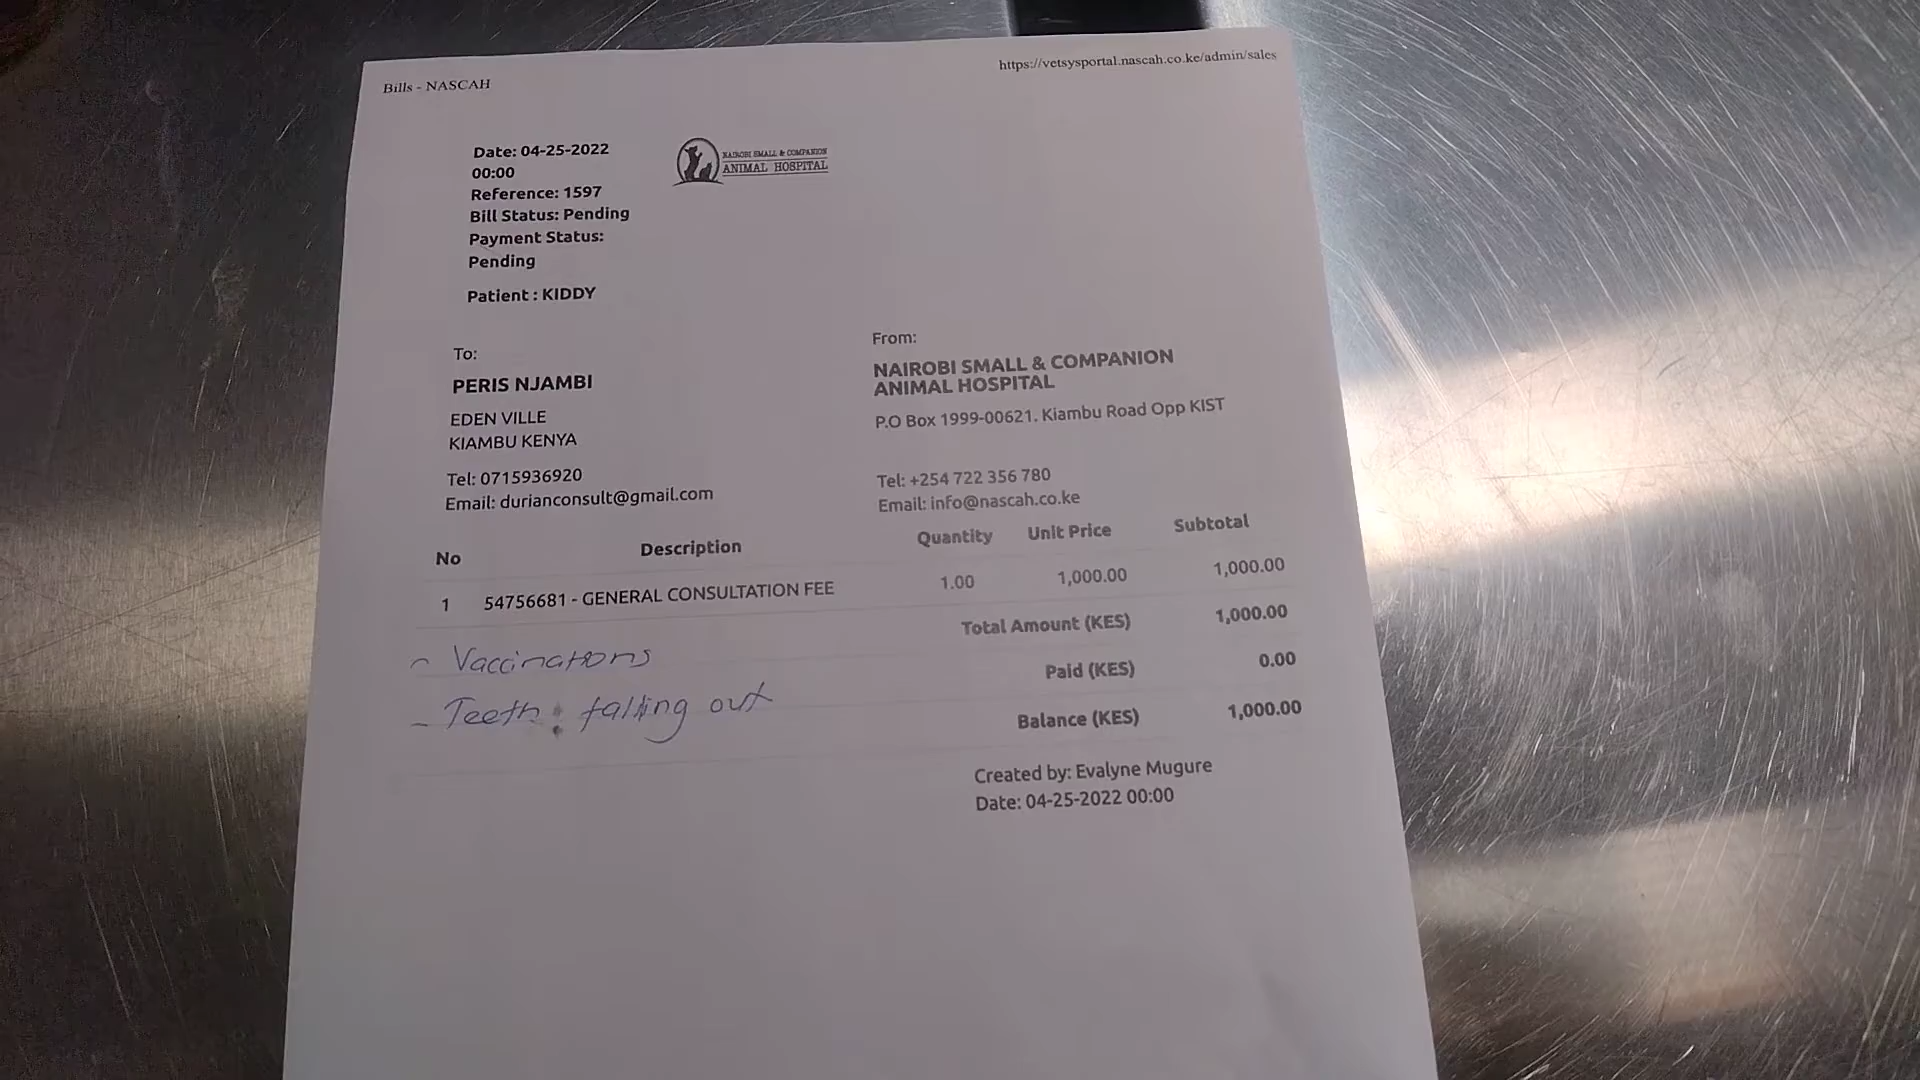 Bills - NASCAH
https://vetsysportal.nascah.co.ke/admin/sales
Date: 04-25-2022
00:00
Reference: 1597
Bill Status: Pending
Payment Status:
Pending
Patient : KIDDY
NAIROBI SMALL & COMPANION
ANIMAL HOSPITAL
To:
PERIS NJAMBI
EDEN VILLE
KIAMBU KENYA
Tel: 0715936920
Email: durianconsult@gmail.com
From:
NAIROBI SMALL & COMPANION
ANIMAL HOSPITAL
P.O Box 1999-00621. Kiambu Road Opp KIST
Tel: +254 722 356 780
Email: info@nascah.co.ke
No Description Quantity Unit Price Subtotal
1 54756681 - GENERAL CONSULTATION FEE 1.00 1,000.00 1,000.00
Total Amount (KES) 1,000.00
Paid (KES) 0.00
Balance (KES) 1,000.00
- Vaccinations
- Teeth : falling out
Created by: Evalyne Mugure
Date: 04-25-2022 00:00